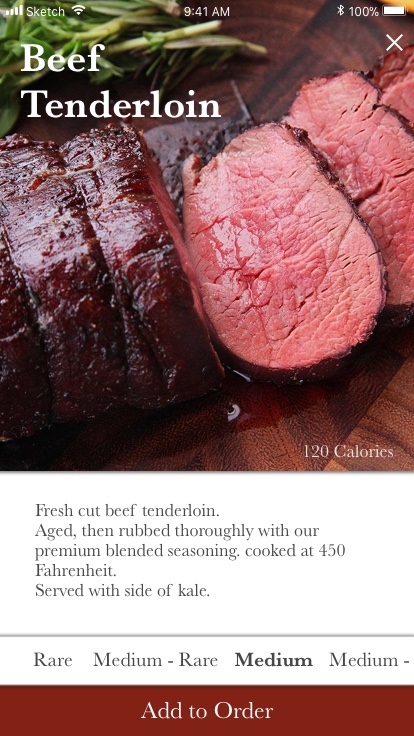 Sketch 9:41 AM 100%
Beef
Tenderloin
120 Calories
Fresh cut beef tenderloin.
Aged, then rubbed thoroughly with our
premium blended seasoning. cooked at 450
Fahrenheit.
Served with side of kale.
Rare Medium - Rare Medium Medium -
Add to Order